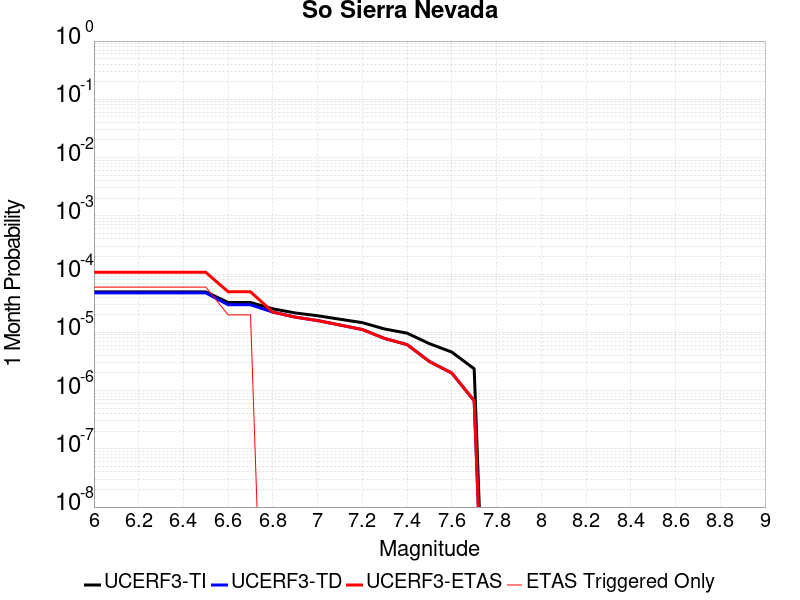 So Sierra Nevada
10^0
10^-1
10^-2
10^-3
10^-4
10^-5
10^-6
10^-7
10^-8
1 Month Probability
6 6.2 6.4 6.6 6.8 7 7.2 7.4 7.6 7.8 8 8.2 8.4 8.6 8.8 9
Magnitude
UCERF3-TI UCERF3-TD UCERF3-ETAS ETAS Triggered Only